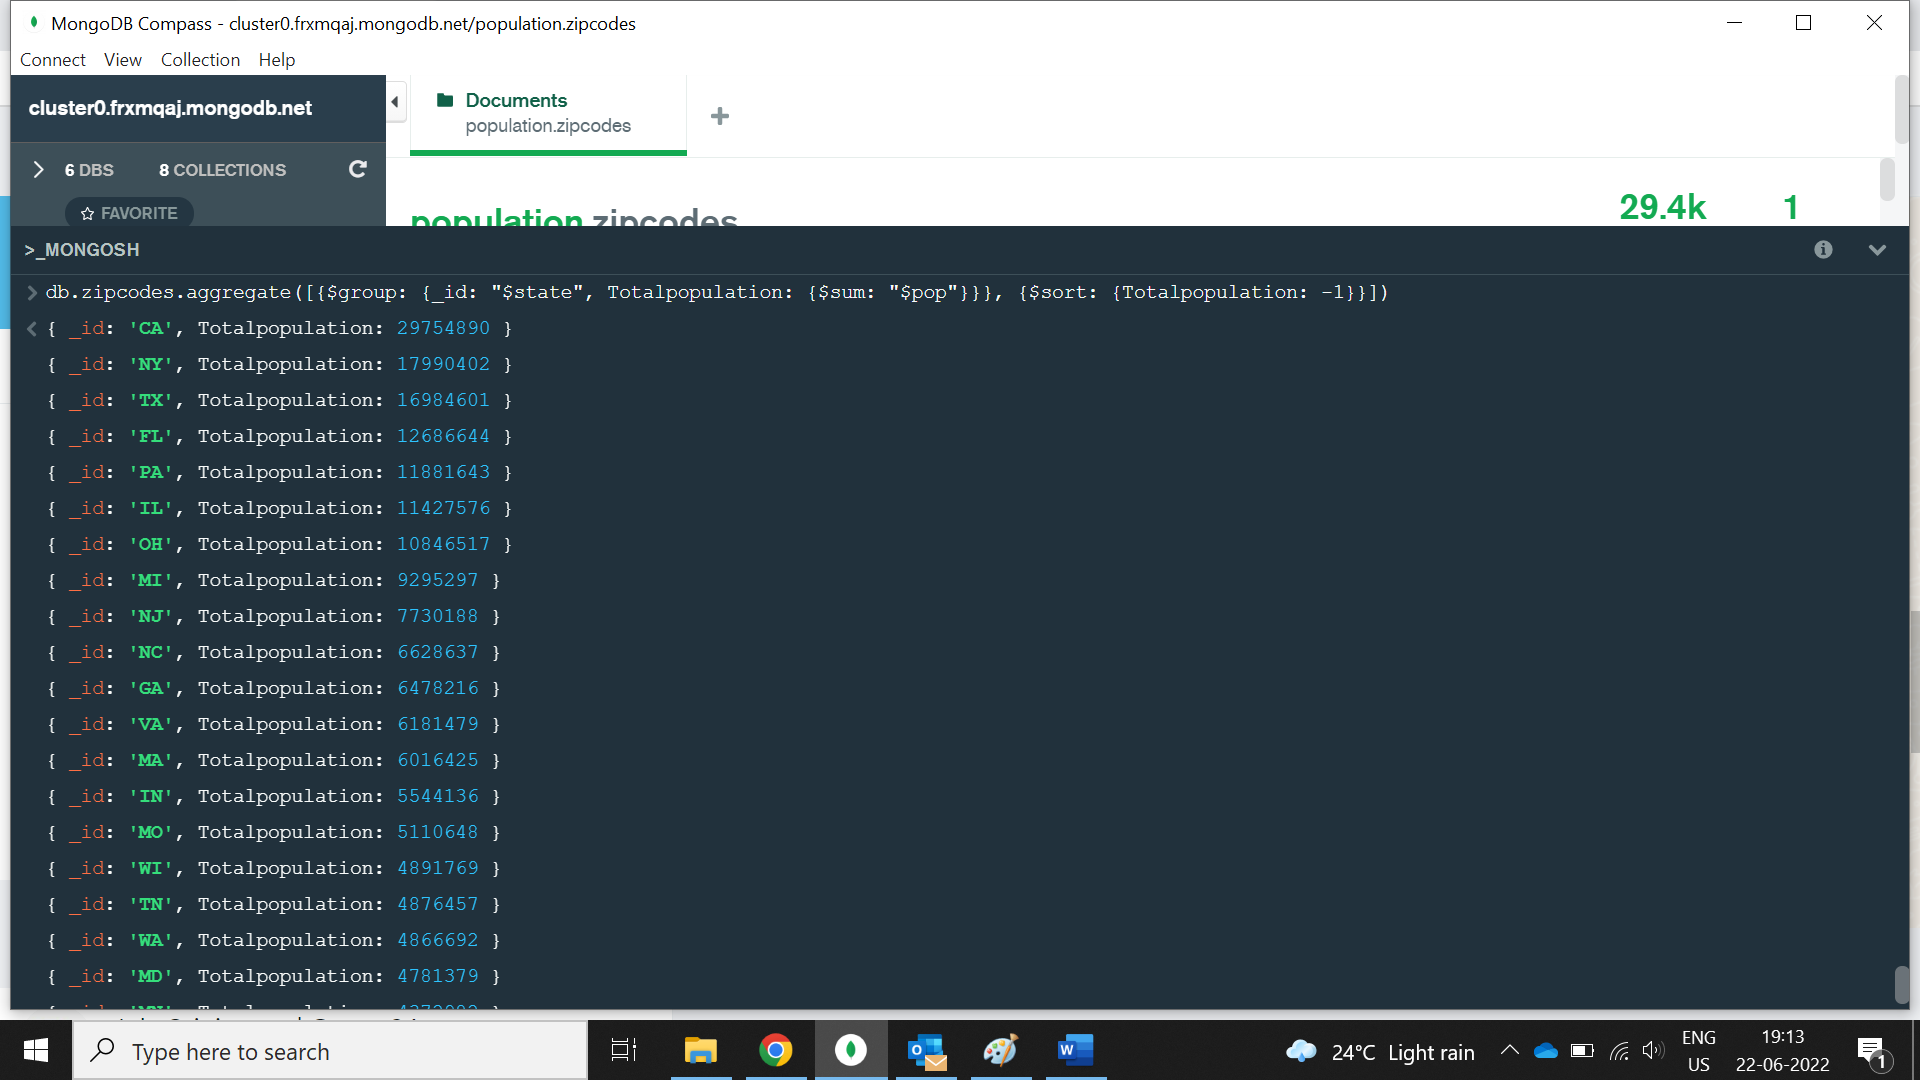 MongoDB Compass - cluster0.frxmqaj.mongodb.net/population.zipcodes
Connect View Collection Help
cluster0.frxmqaj.mongodb.net
Documents
population.zipcodes
6 DBS 8 COLLECTIONS
FAVORITE
population.zipcodes
29.4k 1
>_MONGOSH
db.zipcodes.aggregate([{$group: {_id: "$state", Totalpopulation: {$sum: "$pop"}}}, {$sort: {Totalpopulation: -1}}])
{ _id: 'CA', Totalpopulation: 29754890 }
{ _id: 'NY', Totalpopulation: 17990402 }
{ _id: 'TX', Totalpopulation: 16984601 }
{ _id: 'FL', Totalpopulation: 12686644 }
{ _id: 'PA', Totalpopulation: 11881643 }
{ _id: 'IL', Totalpopulation: 11427576 }
{ _id: 'OH', Totalpopulation: 10846517 }
{ _id: 'MI', Totalpopulation: 9295297 }
{ _id: 'NJ', Totalpopulation: 7730188 }
{ _id: 'NC', Totalpopulation: 6628637 }
{ _id: 'GA', Totalpopulation: 6478216 }
{ _id: 'VA', Totalpopulation: 6181479 }
{ _id: 'MA', Totalpopulation: 6016425 }
{ _id: 'IN', Totalpopulation: 5544136 }
{ _id: 'MO', Totalpopulation: 5110648 }
{ _id: 'WI', Totalpopulation: 4891769 }
{ _id: 'TN', Totalpopulation: 4876457 }
{ _id: 'WA', Totalpopulation: 4866692 }
{ _id: 'MD', Totalpopulation: 4781379 }
Type here to search
24°C Light rain
ENG
US
19:13
22-06-2022
1